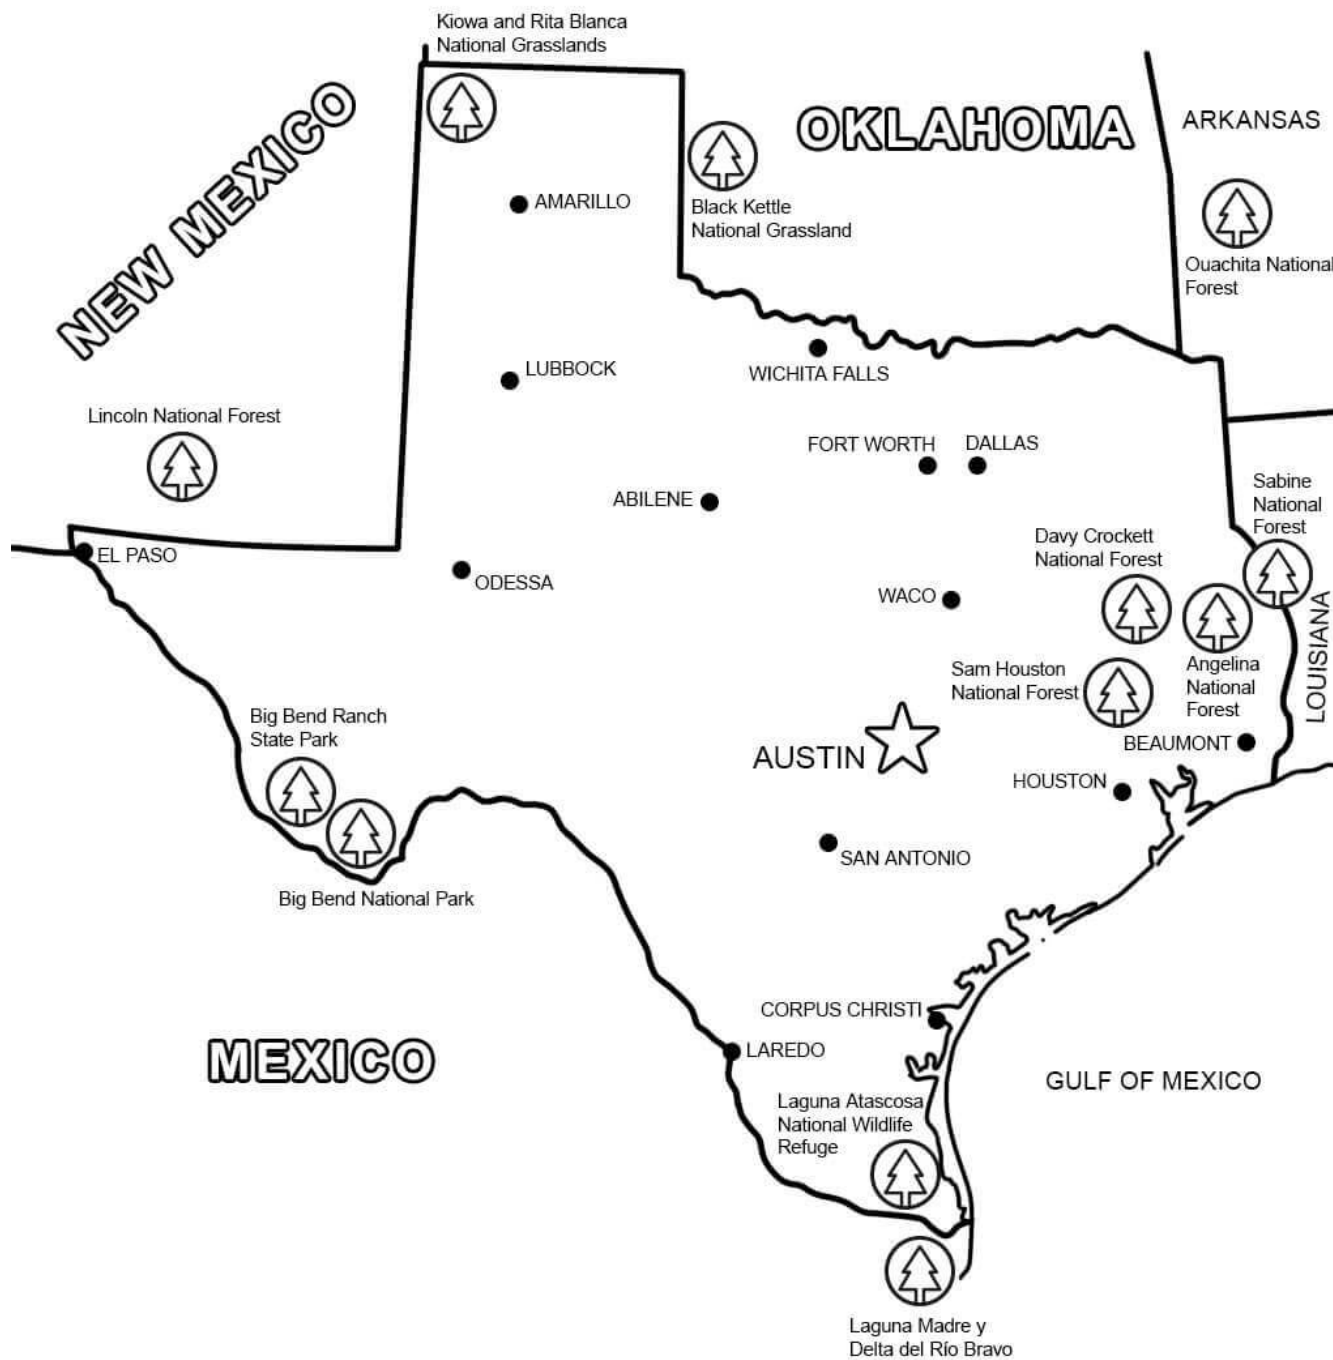 Kiowa and Rita Blanca
National Grasslands
NEW MEXICO
OKLAHOMA
ARKANSAS
AMARILLO
Black Kettle
National Grassland
Ouachita National
Forest
LUBBOCK
WICHITA FALLS
Lincoln National Forest
FORT WORTH
DALLAS
ABILENE
Sabine
National
Forest
EL PASO
ODESSA
Davy Crockett
National Forest
WACO
LOUISIANA
Sam Houston
National Forest
Angelina
National
Forest
Big Bend Ranch
State Park
AUSTIN
BEAUMONT
HOUSTON
SAN ANTONIO
Big Bend National Park
CORPUS CHRISTI
MEXICO
LAREDO
GULF OF MEXICO
Laguna Atascosa
National Wildlife
Refuge
Laguna Madre y
Delta del Río Bravo